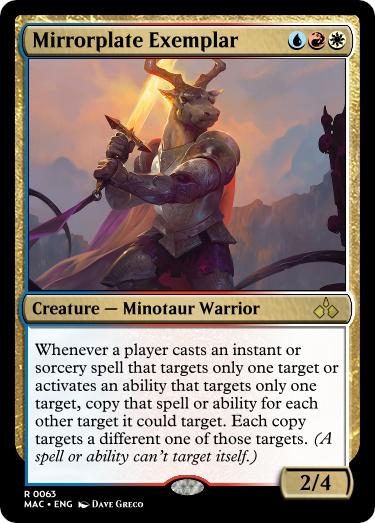 Mirrorplate Exemplar
Creature — Minotaur Warrior
Whenever a player casts an instant or
sorcery spell that targets only one target or
activates an ability that targets only one
target, copy that spell or ability for each
other target it could target. Each copy
targets a different one of those targets. (A
spell or ability can't target itself.)
2/4
R 0063
MAC • ENG DAVE GRECO